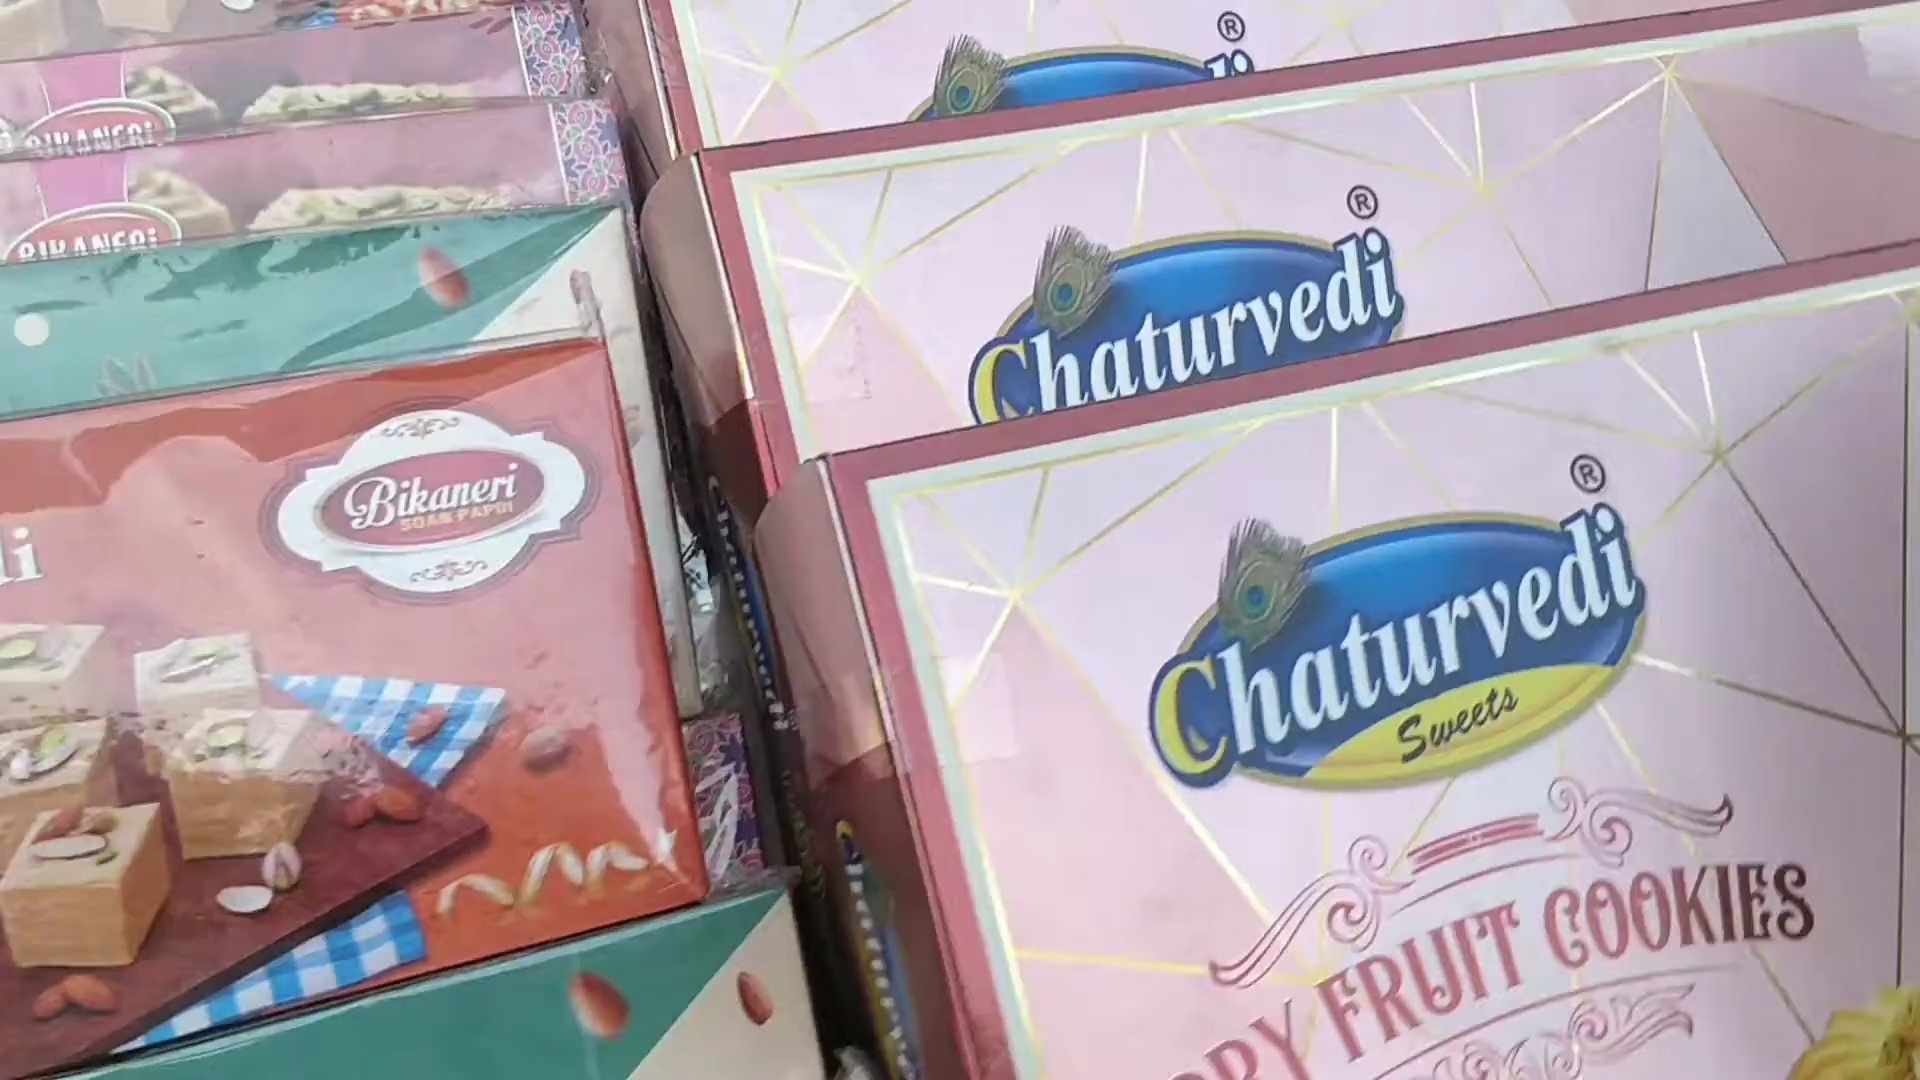 BIKANERI
BIKANERI
Bikaneri
SOAN PAPDI
®
®
Chaturvedi
®
Chaturvedi
Sweets
FRUIT COOKIES